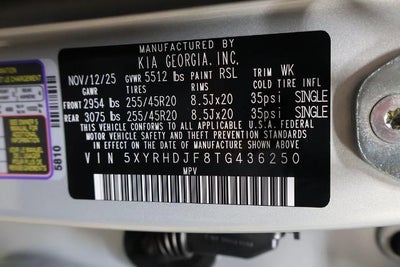 MANUFACTURED BY
KIA GEORGIA, INC.
NOV/12/25 GVWR 5512 lbs PAINT RSL TRIM WK
GAWR TIRES RIMS COLD TIRE INFL
FRONT 2954 lbs 255/45R20 8.5Jx20 35psi SINGLE
REAR 3075 lbs 255/45R20 8.5Jx20 35psi SINGLE
THIS VEHICLE CONFORMS TO ALL APPLICABLE U.S.A. FEDERAL
MOTOR VEHICLE SAFETY AND THEFT PREVENTION STANDARDS
IN EFFECT ON THE DATE OF MANUFACTURE SHOWN ABOVE
VIN 5XYRHDJF8TG436250
MPV
5810